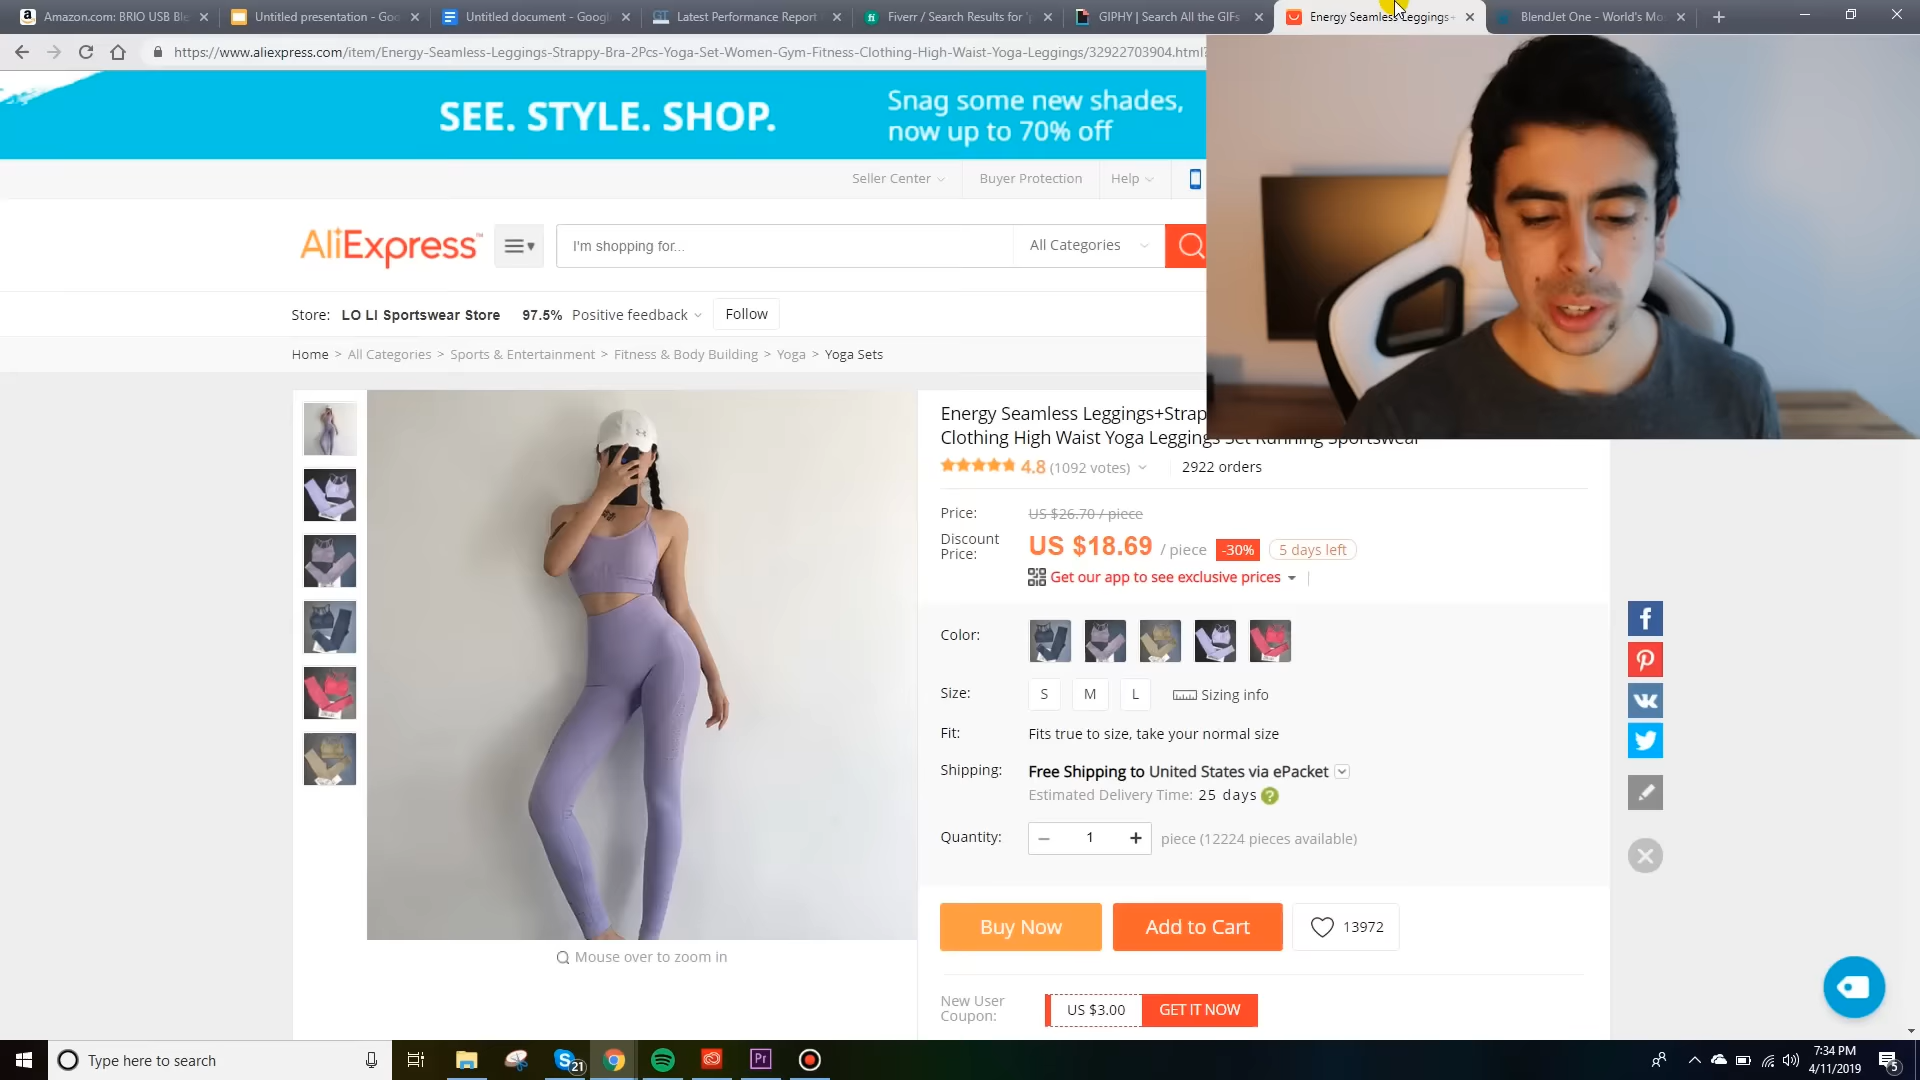 Amazon.com: BRIO USB Ble
Untitled presentation - Goo
Untitled document - Google
Latest Performance Report
Fiverr / Search Results for 'p
GIPHY | Search All the GIFs
Energy Seamless Leggings+
BlendJet One - World's Mo
https://www.aliexpress.com/item/Energy-Seamless-Leggings-Strappy-Bra-2Pcs-Yoga-Set-Women-Gym-Fitness-Clothing-High-Waist-Yoga-Leggings/32922703904.html?
SEE. STYLE. SHOP.
Snag some new shades,
now up to 70% off
Seller Center
Buyer Protection
Help
AliExpress™
I'm shopping for...
All Categories
Store: LO LI Sportswear Store 97.5% Positive feedback
Follow
Home > All Categories > Sports & Entertainment > Fitness & Body Building > Yoga > Yoga Sets
Energy Seamless Leggings+Strap
Clothing High Waist Yoga Leggings Set Running Sportswear
4.8 (1092 votes) 2922 orders
Price: US $26.70 / piece
Discount Price: US $18.69 / piece -30% 5 days left
Get our app to see exclusive prices
Color:
Size: S M L Sizing info
Fit: Fits true to size, take your normal size
Shipping: Free Shipping to United States via ePacket
Estimated Delivery Time: 25 days ?
Quantity: − 1 + piece (12224 pieces available)
Buy Now
Add to Cart
13972
Mouse over to zoom in
New User Coupon: US $3.00 GET IT NOW
Type here to search
21
Pr
7:34 PM
4/11/2019
5